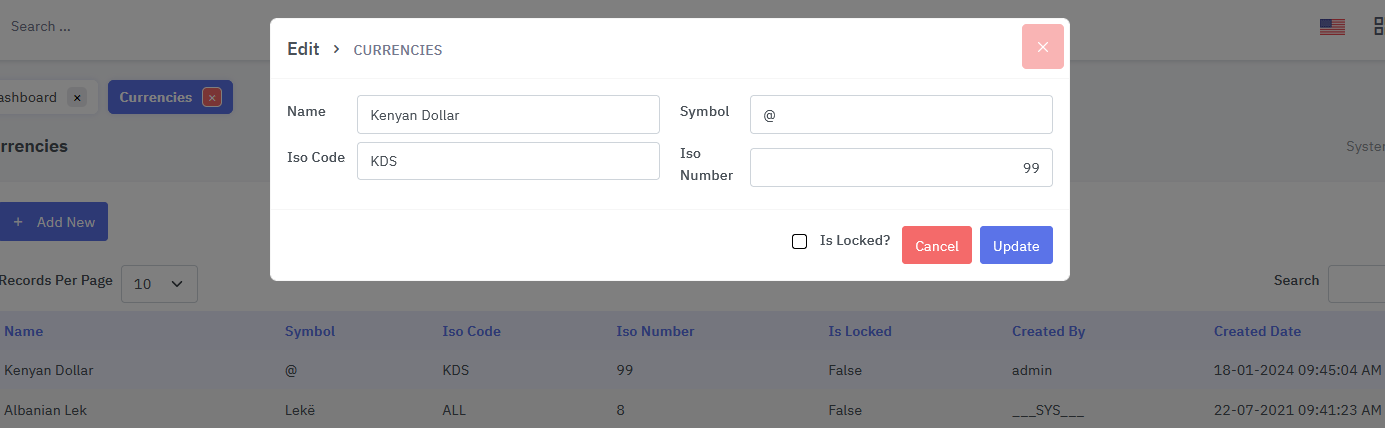 Search ...
Edit > CURRENCIES ×
ashboard × Currencies ×
Name Kenyan Dollar Symbol @
rrencies Syster
Iso Code KDS Iso Number 99
+ Add New
Is Locked? Cancel Update
Records Per Page 10 Search
Name Symbol Iso Code Iso Number Is Locked Created By Created Date
Kenyan Dollar @ KDS 99 False admin 18-01-2024 09:45:04 AM
Albanian Lek Lekë ALL 8 False ___SYS___ 22-07-2021 09:41:23 AM